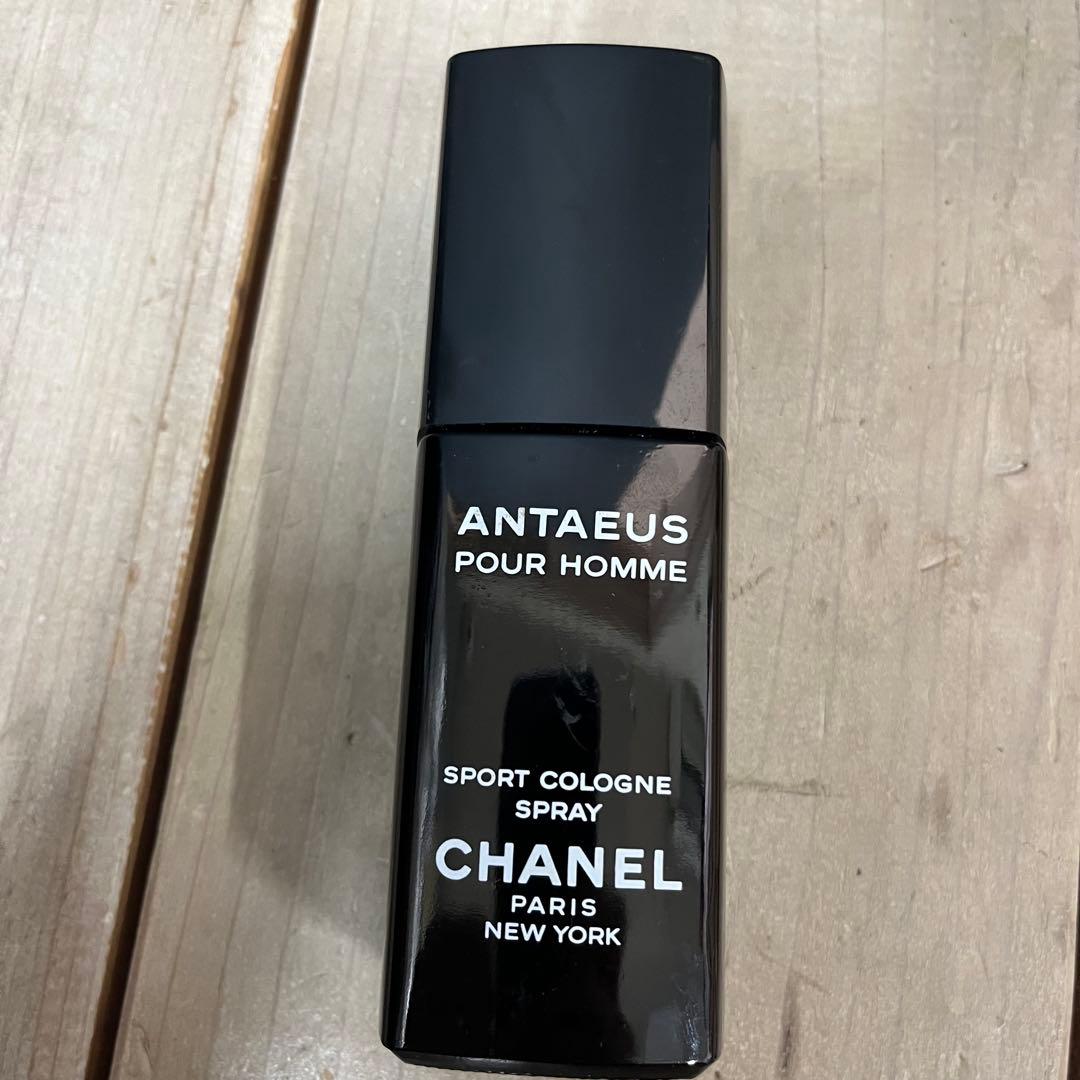 ANTAEUS
POUR HOMME
SPORT COLOGNE
SPRAY
CHANEL
PARIS
NEW YORK